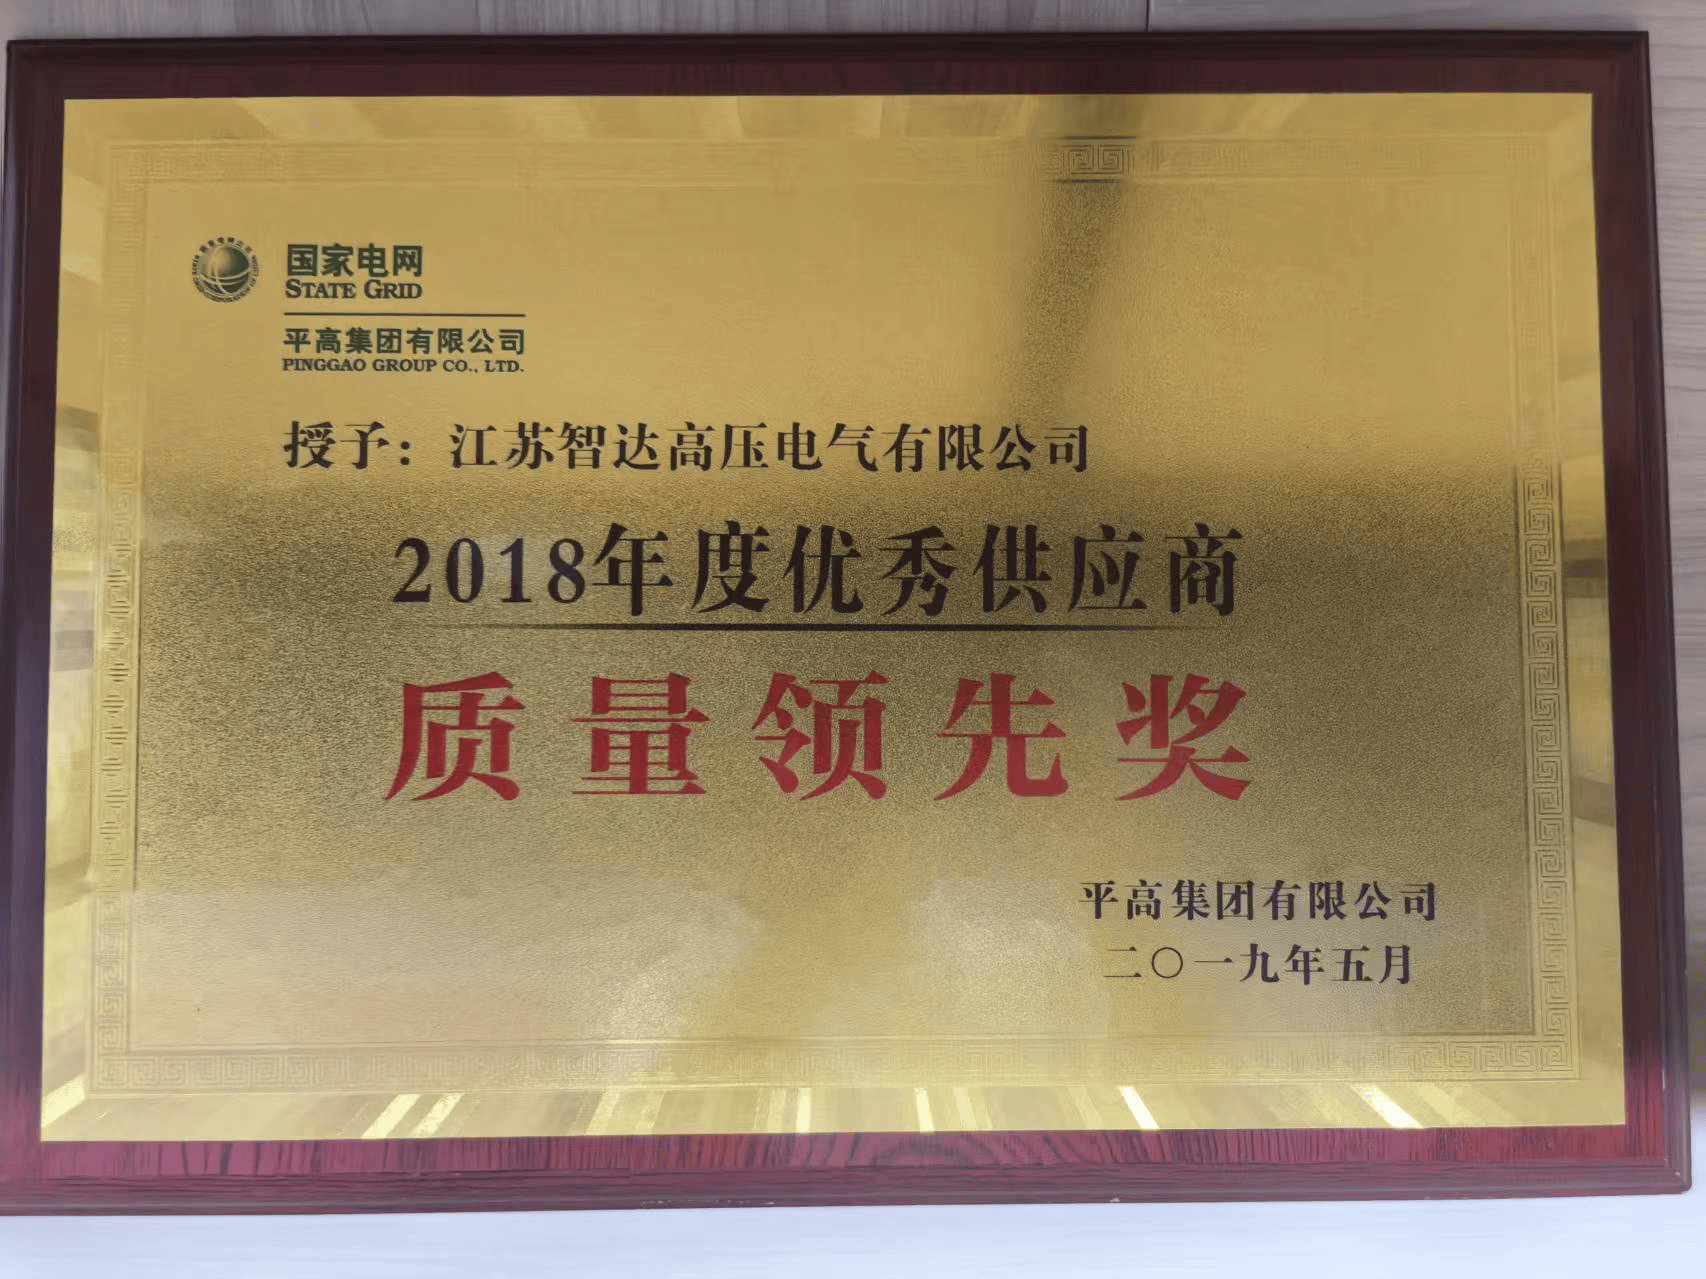 国家电网
STATE GRID
平高集团有限公司
PINGGAO GROUP CO., LTD.
授予：江苏智达高压电气有限公司
2018年度优秀供应商
质量领先奖
平高集团有限公司
二〇一九年五月